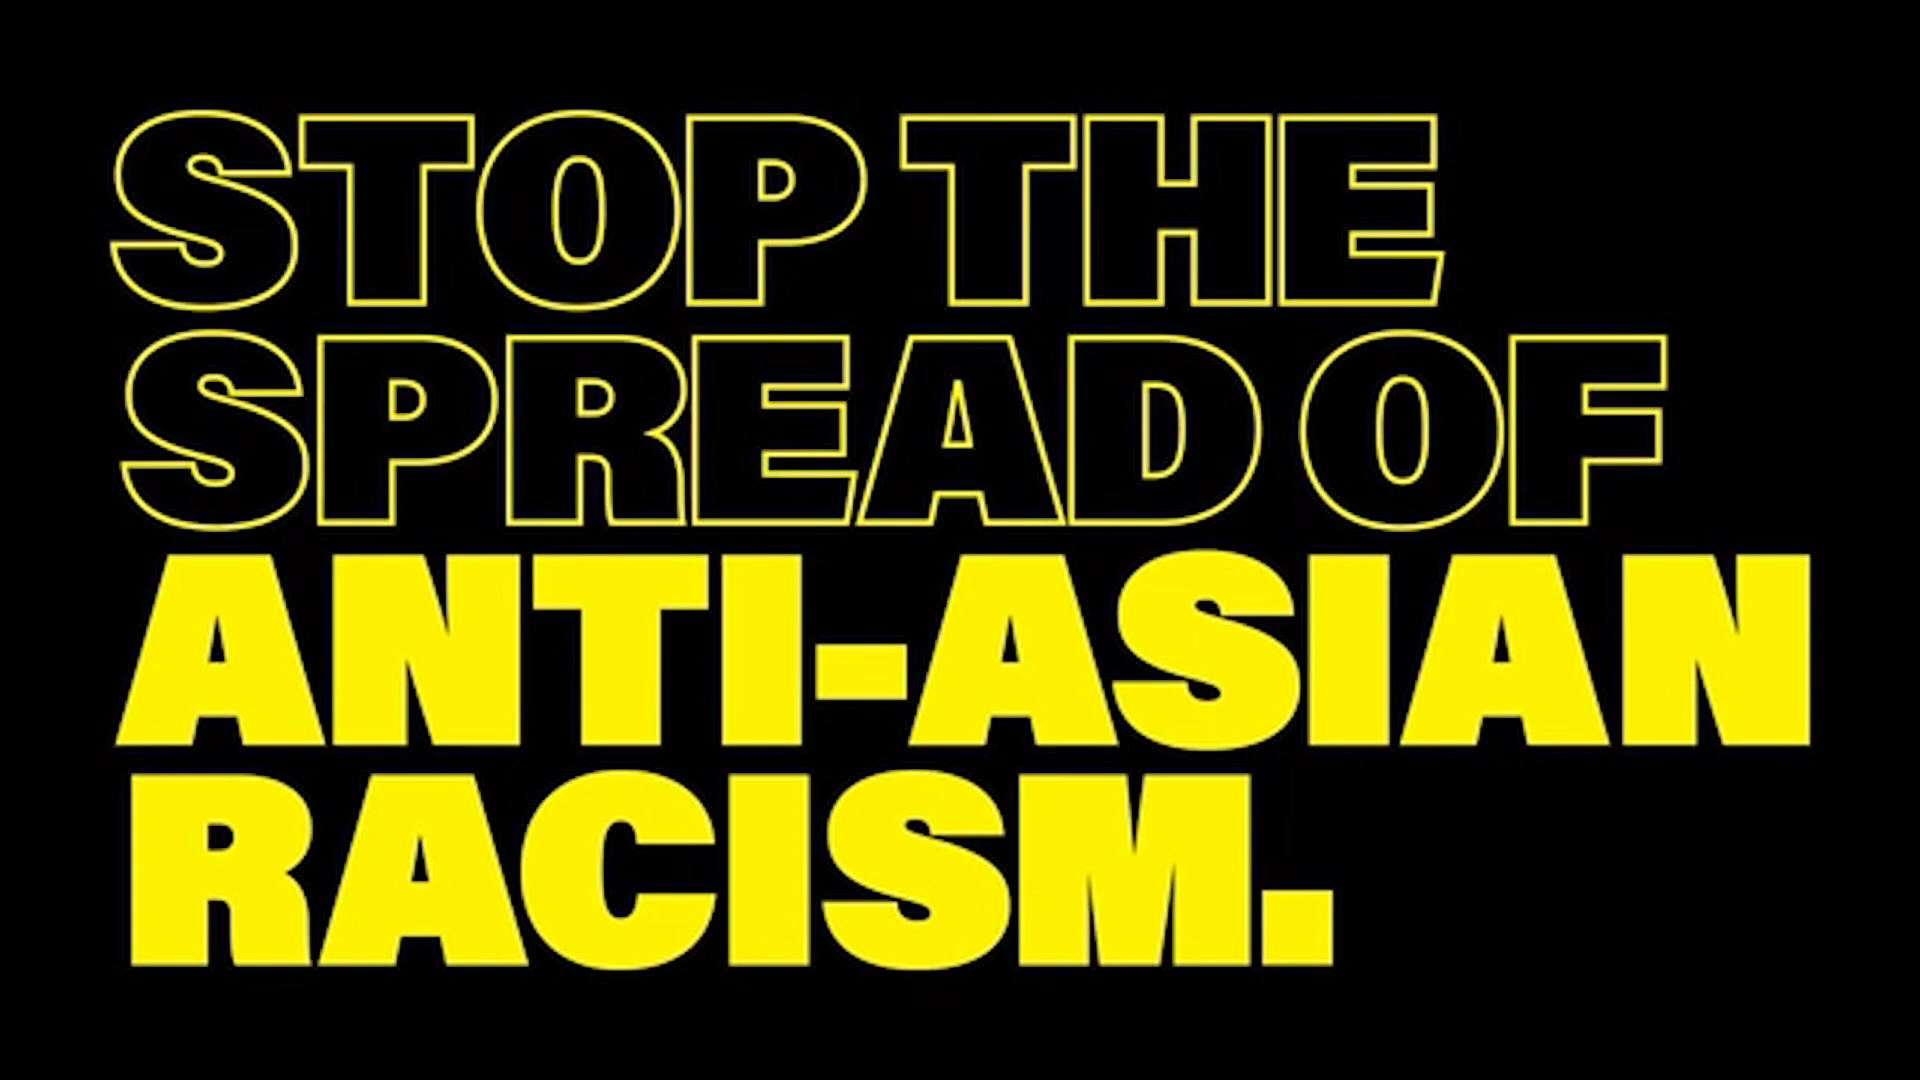 STOP THE
SPREAD OF
ANTI-ASIAN
RACISM.